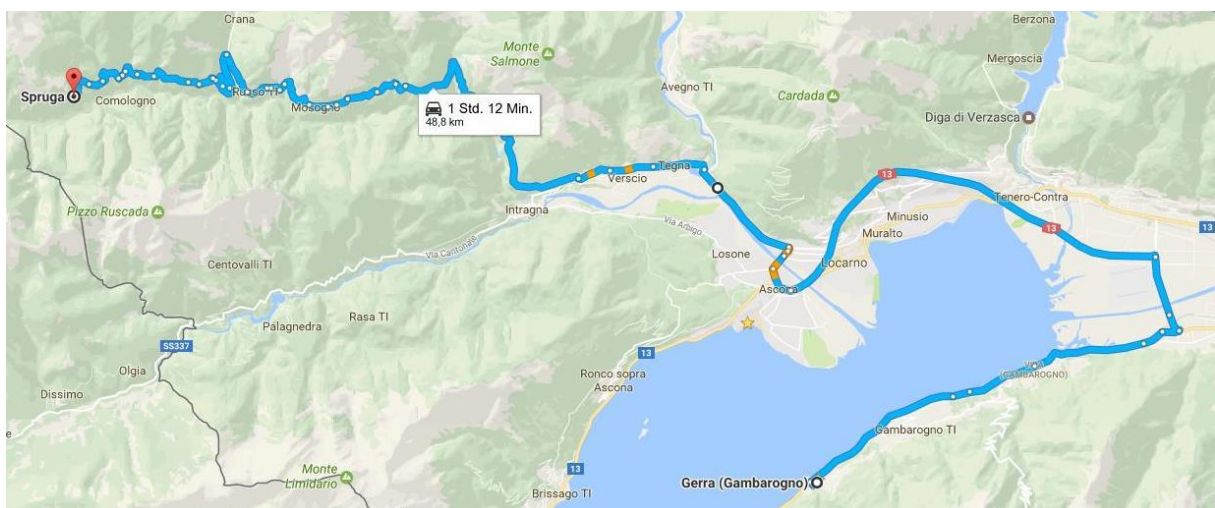 Crana
Monte
Salmone
Berzona
Mergoscia
Spruga
Comologno
Russo TI
Mosogno
1 Std. 12 Min.
48,8 km
Avegno TI
Cardada
Diga di Verzasca
Tegna
Verscio
Pizzo Ruscada
Intragna
Via Arbigo
Via Cantonale
Centovalli TI
13
Tenero-Contra
Minusio
Muralto
13
13
Losone
Locarno
Ascona
Palagnedra
Rasa TI
SS337
Olgia
13
Dissimo
Ronco sopra
Ascona
(GAMBAROGNO)
Gambarogno TI
Monte
Limidario
13
Gerra (Gambarogno)
Brissago TI